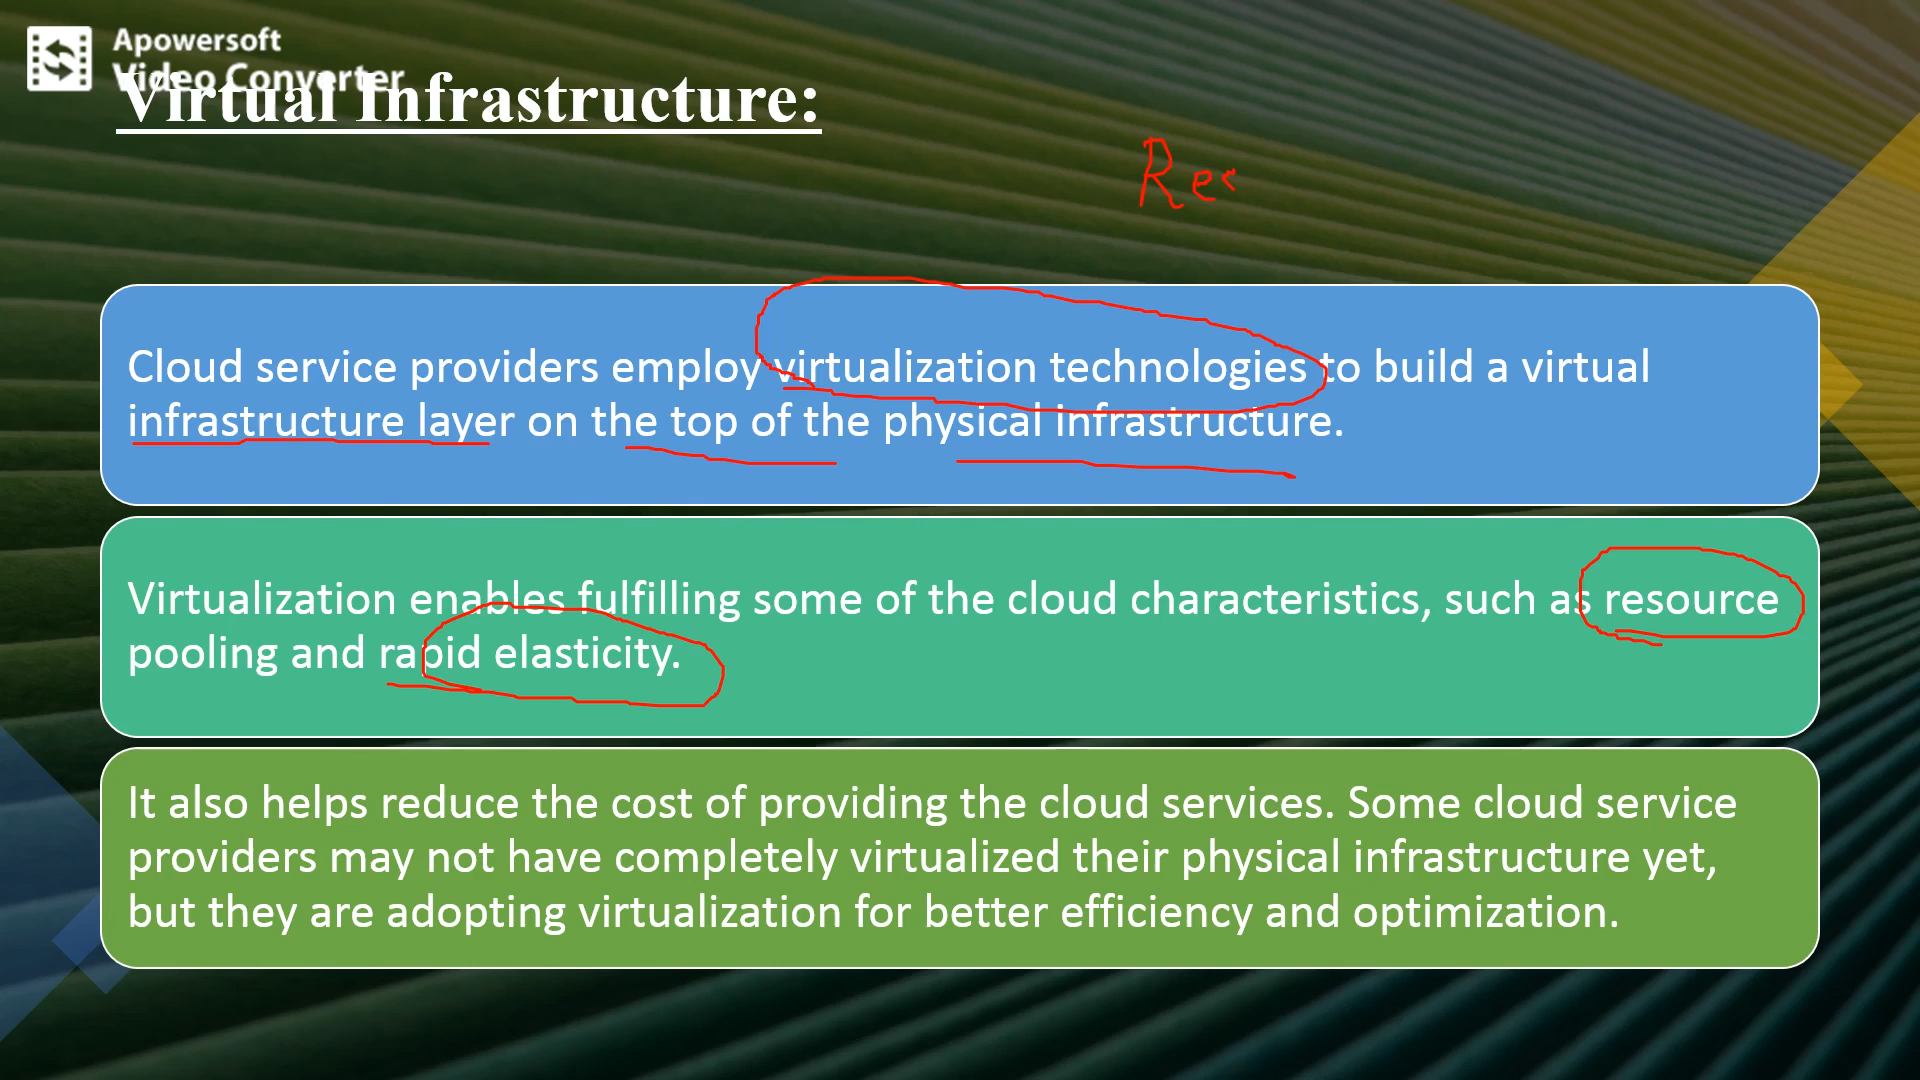 Apowersoft
Video Converter
Virtual Infrastructure:
Cloud service providers employ virtualization technologies to build a virtual
infrastructure layer on the top of the physical infrastructure.
Virtualization enables fulfilling some of the cloud characteristics, such as resource
pooling and rapid elasticity.
It also helps reduce the cost of providing the cloud services. Some cloud service
providers may not have completely virtualized their physical infrastructure yet,
but they are adopting virtualization for better efficiency and optimization.